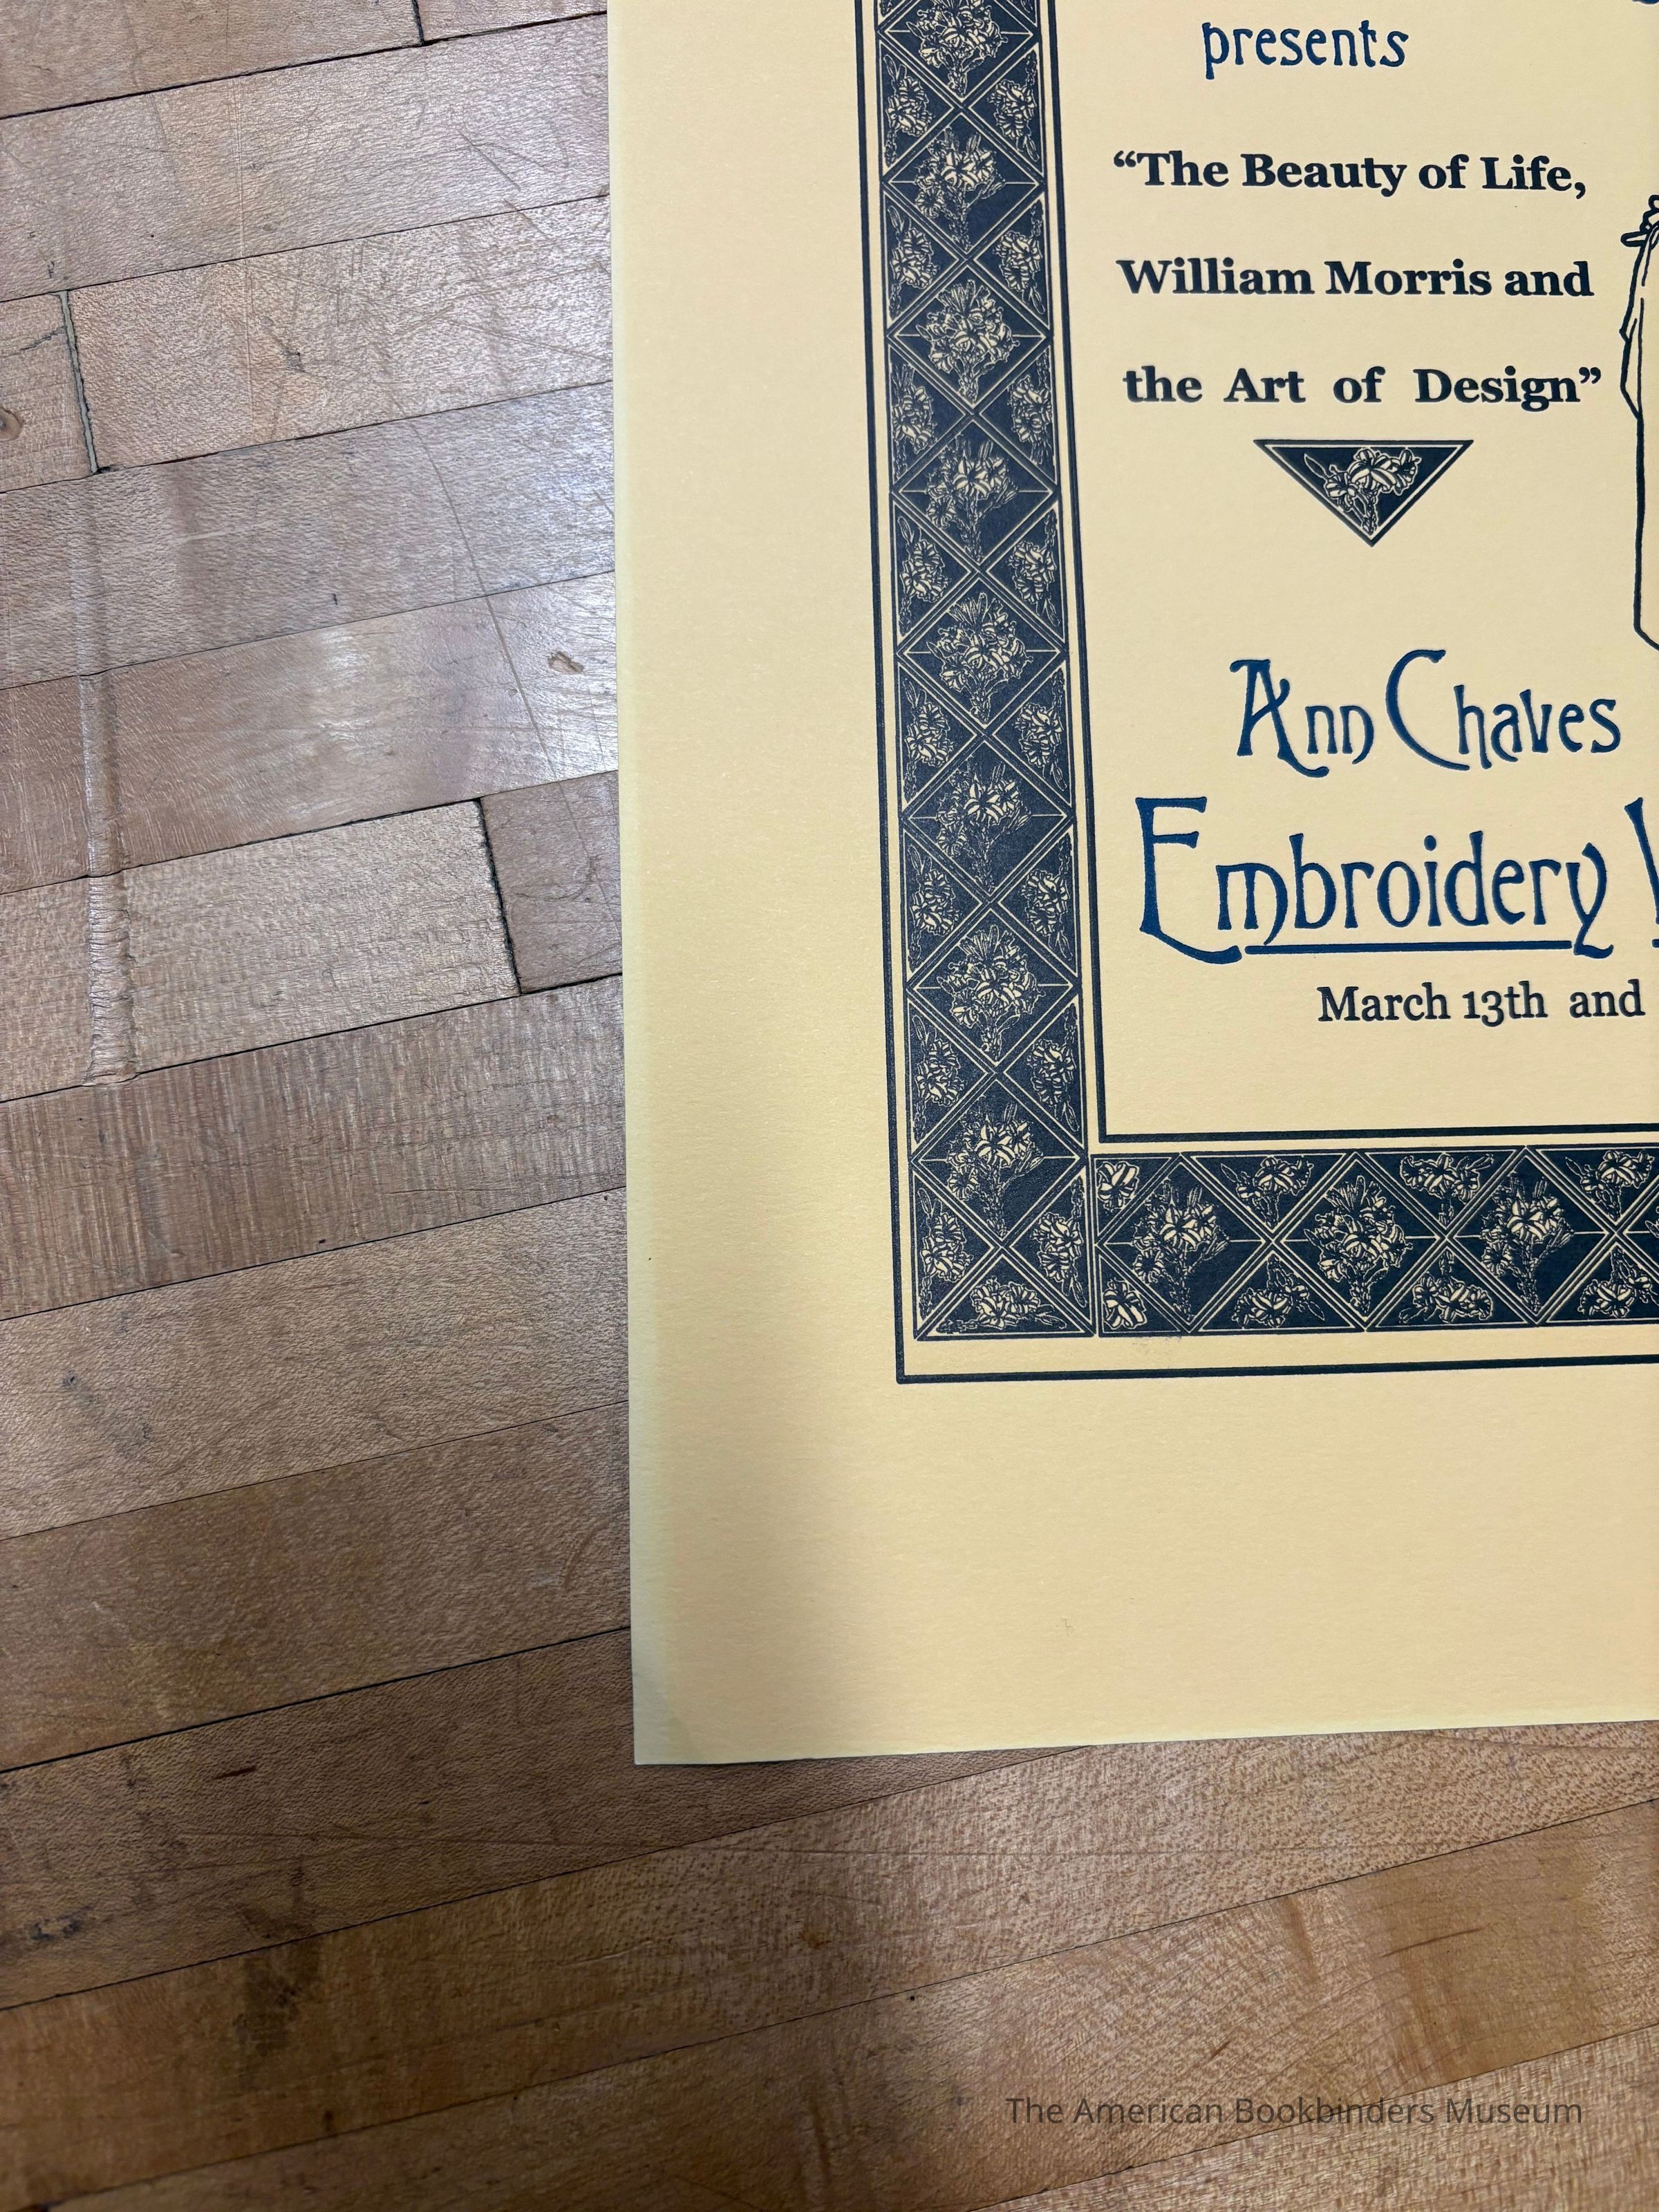 presents
“The Beauty of Life,
William Morris and
the Art of Design”
Ann Chaves
Embroidery
March 13th and
The American Bookbinders Museum